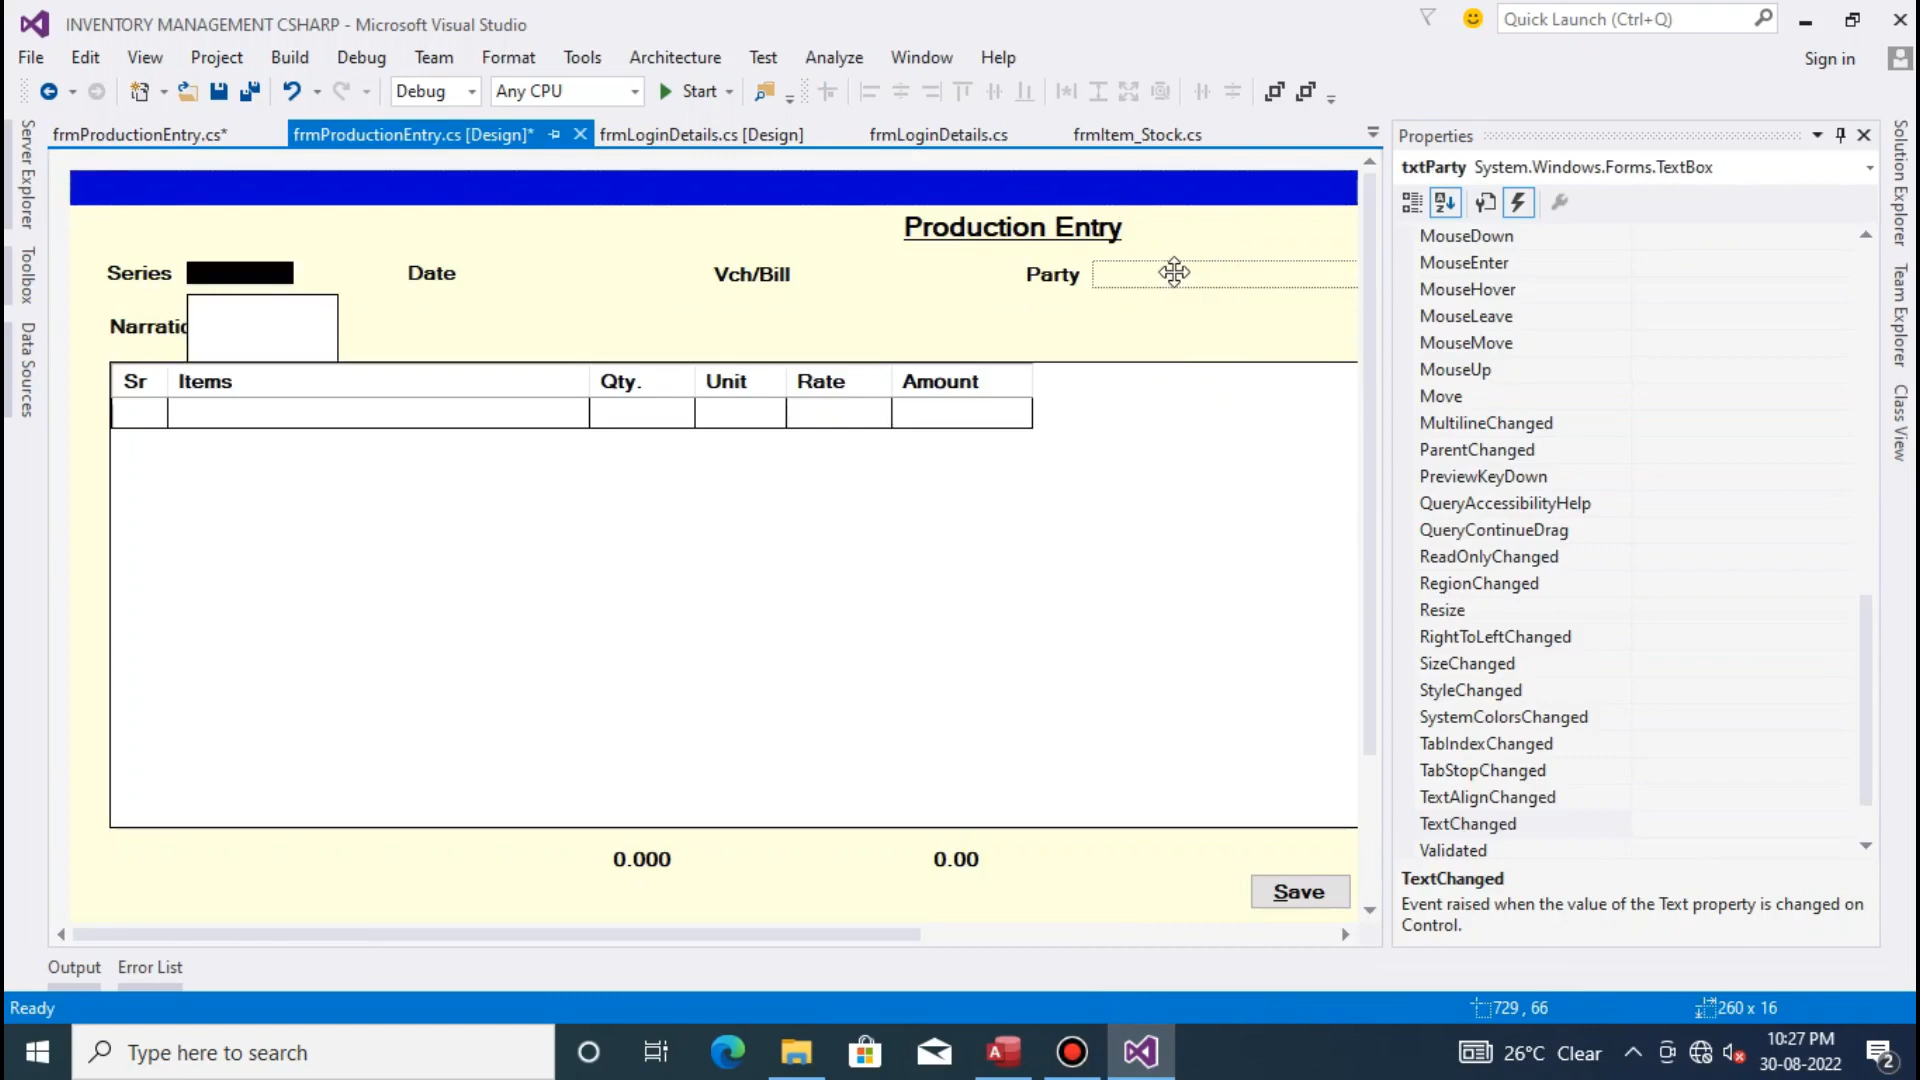 INVENTORY MANAGEMENT CSHARP - Microsoft Visual Studio
Quick Launch (Ctrl+Q)
File Edit View Project Build Debug Team Format Tools Architecture Test Analyze Window Help
Sign in
Debug Any CPU Start
frmProductionEntry.cs* frmProductionEntry.cs [Design]* frmLoginDetails.cs [Design] frmLoginDetails.cs frmItem_Stock.cs
Properties
txtParty System.Windows.Forms.TextBox
Server Explorer
Toolbox
Data Sources
Solution Explorer
Team Explorer
Class View
Production Entry
Series Date Vch/Bill Party
Narratic
Sr Items Qty. Unit Rate Amount
0.000 0.00
Save
MouseDown
MouseEnter
MouseHover
MouseLeave
MouseMove
MouseUp
Move
MultilineChanged
ParentChanged
PreviewKeyDown
QueryAccessibilityHelp
QueryContinueDrag
ReadOnlyChanged
RegionChanged
Resize
RightToLeftChanged
SizeChanged
StyleChanged
SystemColorsChanged
TabIndexChanged
TabStopChanged
TextAlignChanged
TextChanged
Validated
TextChanged
Event raised when the value of the Text property is changed on
Control.
Output Error List
Ready 729 , 66 260 x 16
Type here to search
26°C Clear
10:27 PM
30-08-2022
2